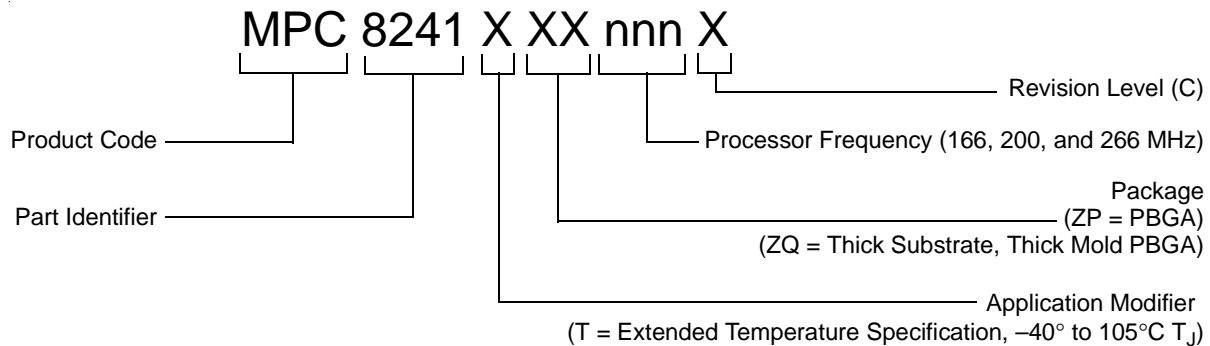 MPC 8241 X XX nnn X
Revision Level (C)
Product Code
Processor Frequency (166, 200, and 266 MHz)
Package
Part Identifier
(ZP = PBGA)
(ZQ = Thick Substrate, Thick Mold PBGA)
Application Modifier
(T = Extended Temperature Specification, –40° to 105°C TJ)